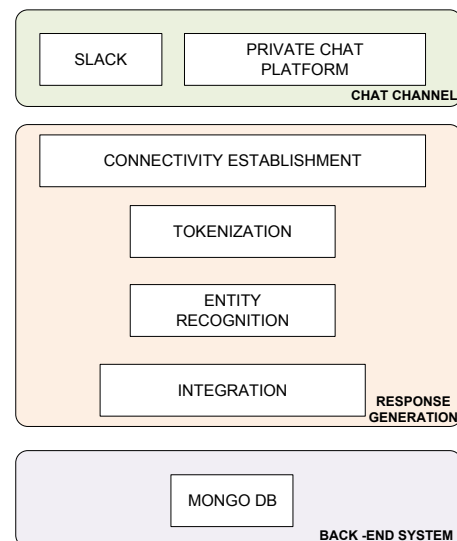 SLACK
PRIVATE CHAT
PLATFORM
CHAT CHANNEL
CONNECTIVITY ESTABLISHMENT
TOKENIZATION
ENTITY
RECOGNITION
INTEGRATION
RESPONSE
GENERATION
MONGO DB
BACK -END SYSTEM